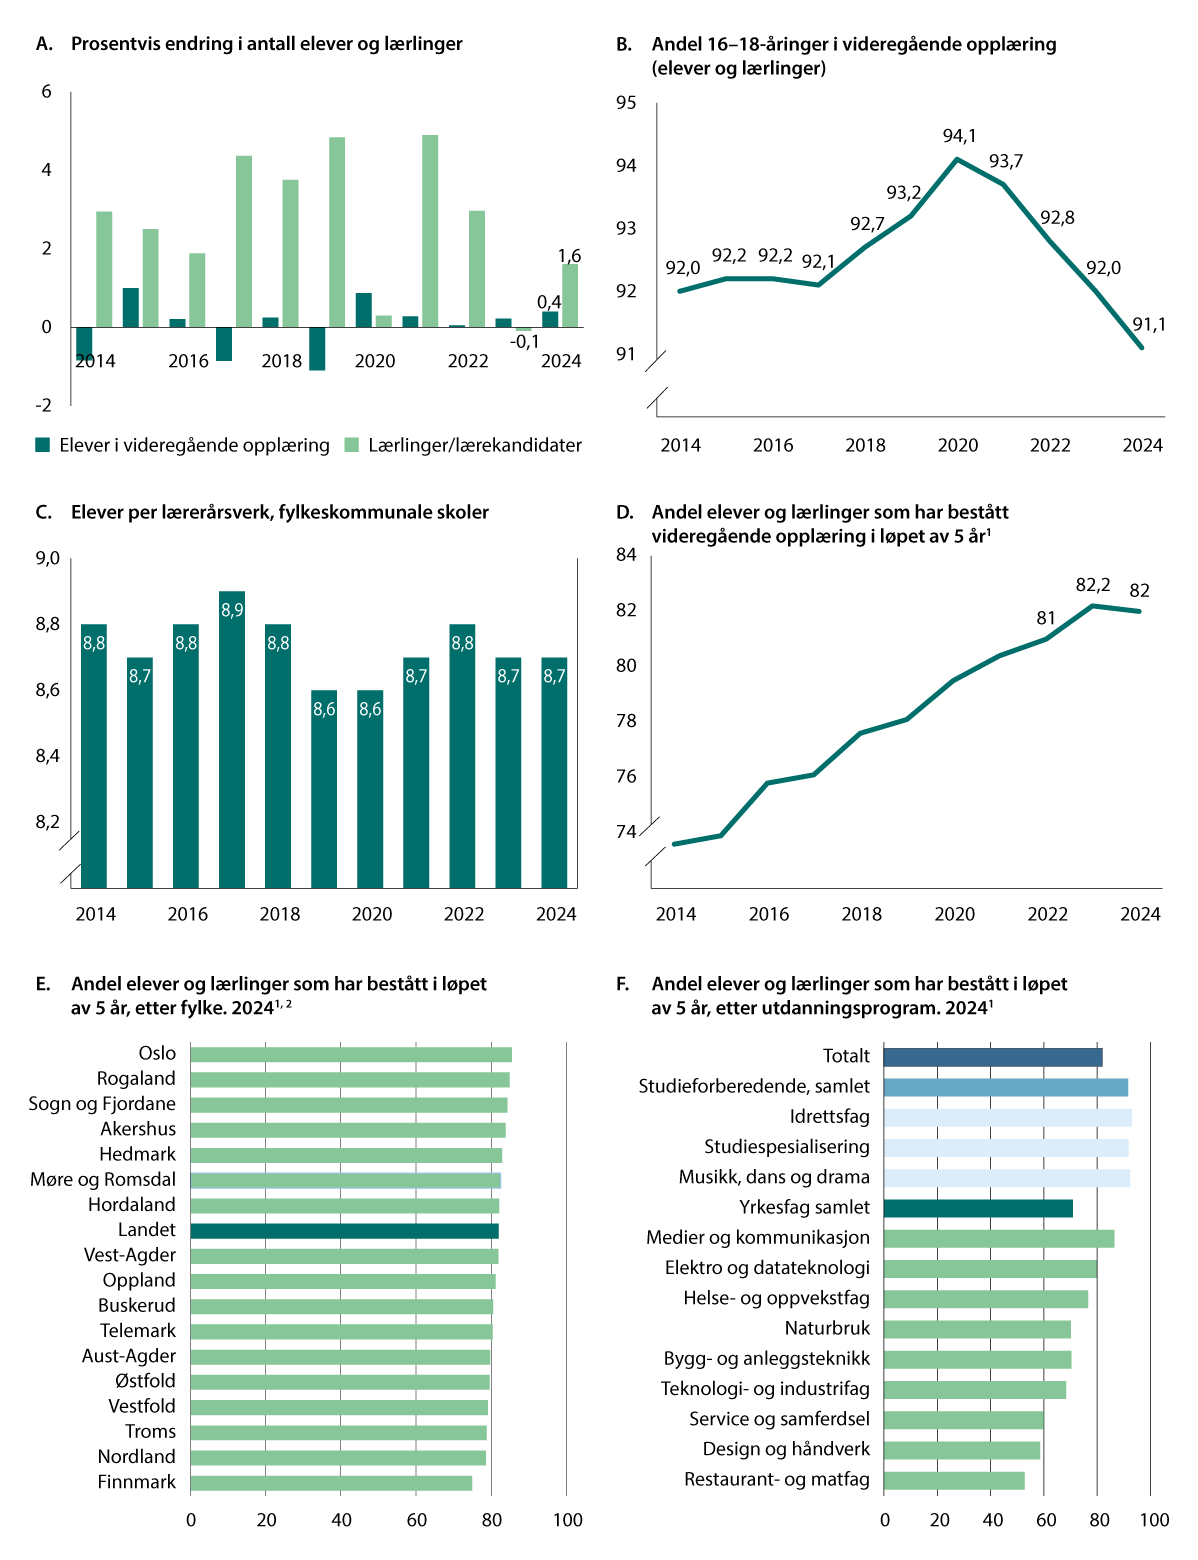 A. Prosentvis endring i antall elever og lærlinger
6
4
2
0
-2
1,6
0,4
-0,1
2014 2016 2018 2020 2022 2024
Elever i videregående opplæring Lærlinger/lærekandidater
B. Andel 16–18-åringer i videregående opplæring
(elever og lærlinger)
95
94
93
92
91
92,0 92,2 92,2 92,1 92,7 93,2 94,1 93,7 92,8 92,0 91,1
2014 2016 2018 2020 2022 2024
C. Elever per lærerårsverk, fylkeskommunale skoler
9,0
8,8
8,6
8,4
8,2
8,8 8,7 8,8 8,9 8,8 8,6 8,6 8,7 8,8 8,7 8,7
2014 2016 2018 2020 2022 2024
D. Andel elever og lærlinger som har bestått
videregående opplæring i løpet av 5 år¹
84
82
80
78
76
74
81 82,2 82
2014 2016 2018 2020 2022 2024
E. Andel elever og lærlinger som har bestått i løpet
av 5 år, etter fylke. 2024¹, ²
Oslo
Rogaland
Sogn og Fjordane
Akershus
Hedmark
Møre og Romsdal
Hordaland
Landet
Vest-Agder
Oppland
Buskerud
Telemark
Aust-Agder
Østfold
Vestfold
Troms
Nordland
Finnmark
0 20 40 60 80 100
F. Andel elever og lærlinger som har bestått i løpet
av 5 år, etter utdanningsprogram. 2024¹
Totalt
Studieforberedende, samlet
Idrettsfag
Studiespesialisering
Musikk, dans og drama
Yrkesfag samlet
Medier og kommunikasjon
Elektro og datateknologi
Helse- og oppvekstfag
Naturbruk
Bygg- og anleggsteknikk
Teknologi- og industrifag
Service og samferdsel
Design og håndverk
Restaurant- og matfag
0 20 40 60 80 100